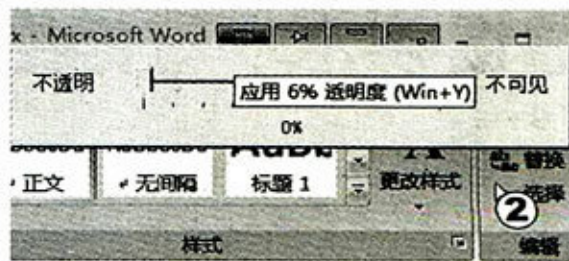 x - Microsoft Word
不透明 应用 6% 透明度 (Win+Y) 不可见
0%
正文 无间隔 标题 1 更改样式 替换
选择
②
样式 编辑